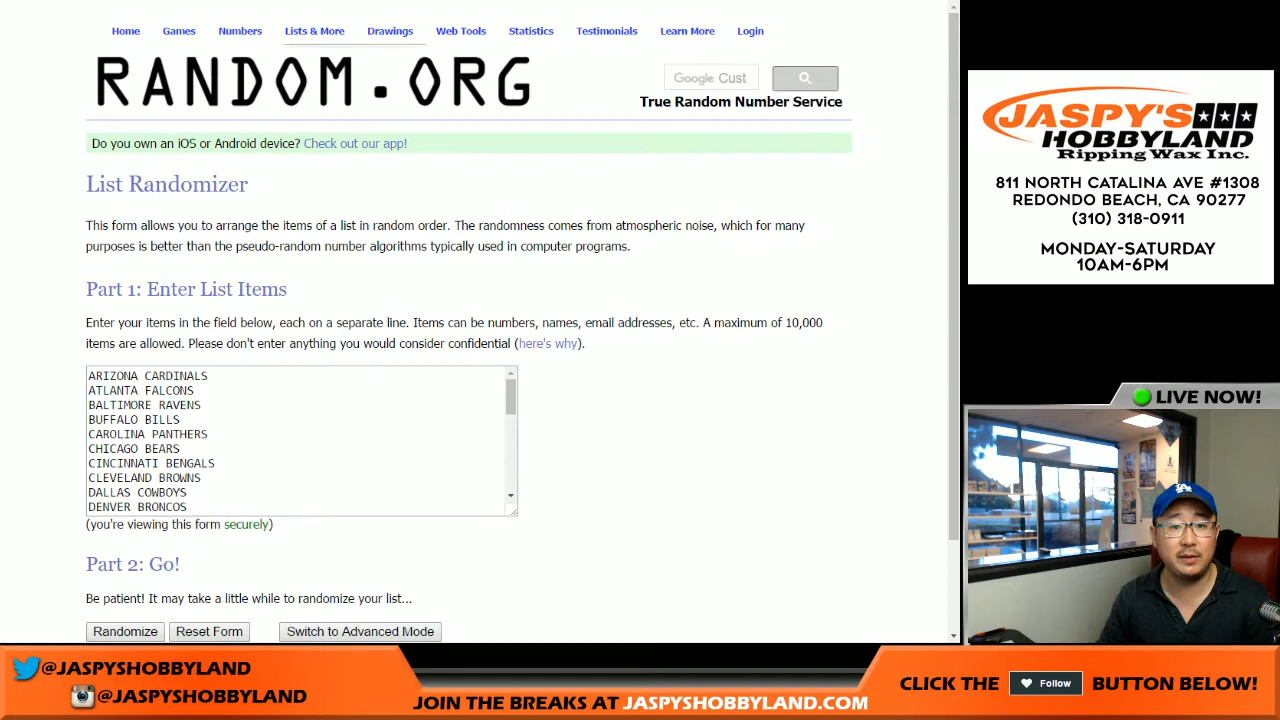 Home Games Numbers Lists & More Drawings Web Tools Statistics Testimonials Learn More Login
RANDOM.ORG
Google Cust
True Random Number Service
Do you own an iOS or Android device? Check out our app!
List Randomizer
This form allows you to arrange the items of a list in random order. The randomness comes from atmospheric noise, which for many
purposes is better than the pseudo-random number algorithms typically used in computer programs.
Part 1: Enter List Items
Enter your items in the field below, each on a separate line. Items can be numbers, names, email addresses, etc. A maximum of 10,000
items are allowed. Please don't enter anything you would consider confidential (here's why).
ARIZONA CARDINALS
ATLANTA FALCONS
BALTIMORE RAVENS
BUFFALO BILLS
CAROLINA PANTHERS
CHICAGO BEARS
CINCINNATI BENGALS
CLEVELAND BROWNS
DALLAS COWBOYS
DENVER BRONCOS
(you're viewing this form securely)
Part 2: Go!
Be patient! It may take a little while to randomize your list...
Randomize Reset Form Switch to Advanced Mode
JASPY'S
HOBBYLAND
Ripping Wax Inc.
811 NORTH CATALINA AVE #1308
REDONDO BEACH, CA 90277
(310) 318-0911
MONDAY-SATURDAY
10AM-6PM
LIVE NOW!
@JASPYSHOBBYLAND
@JASPYSHOBBYLAND
JOIN THE BREAKS AT JASPYSHOBBYLAND.COM
CLICK THE Follow BUTTON BELOW!